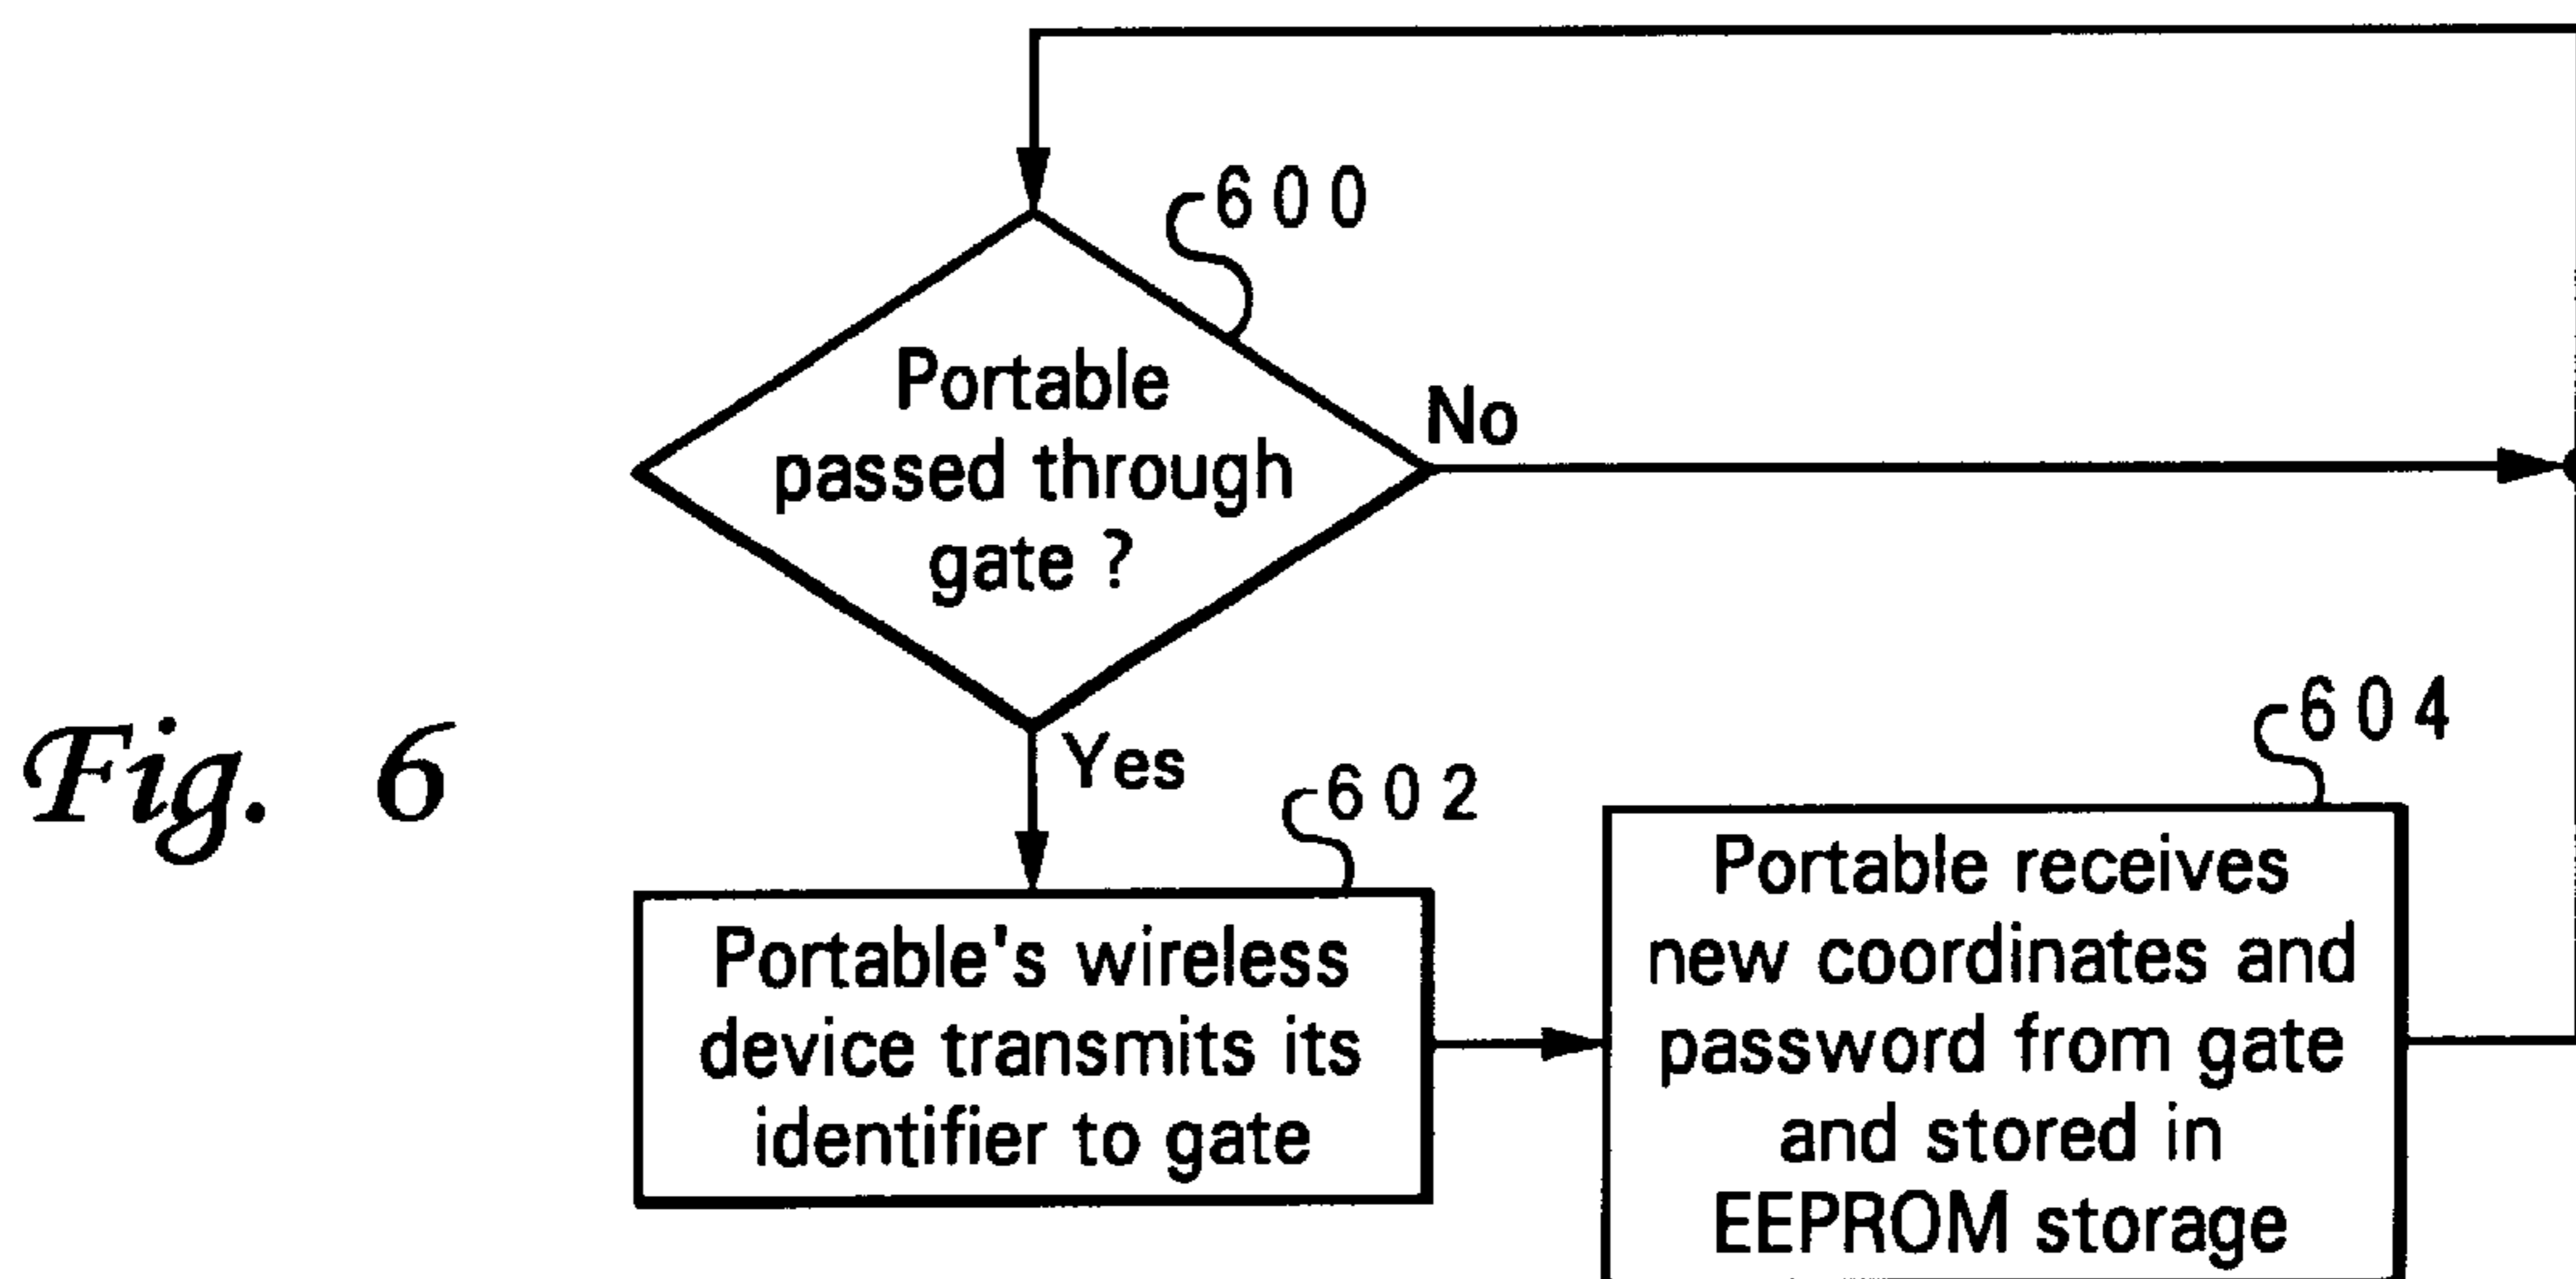 600
Portable
passed through
gate ?
No
Yes
Fig. 6
602
Portable's wireless
device transmits its
identifier to gate
604
Portable receives
new coordinates and
password from gate
and stored in
EEPROM storage